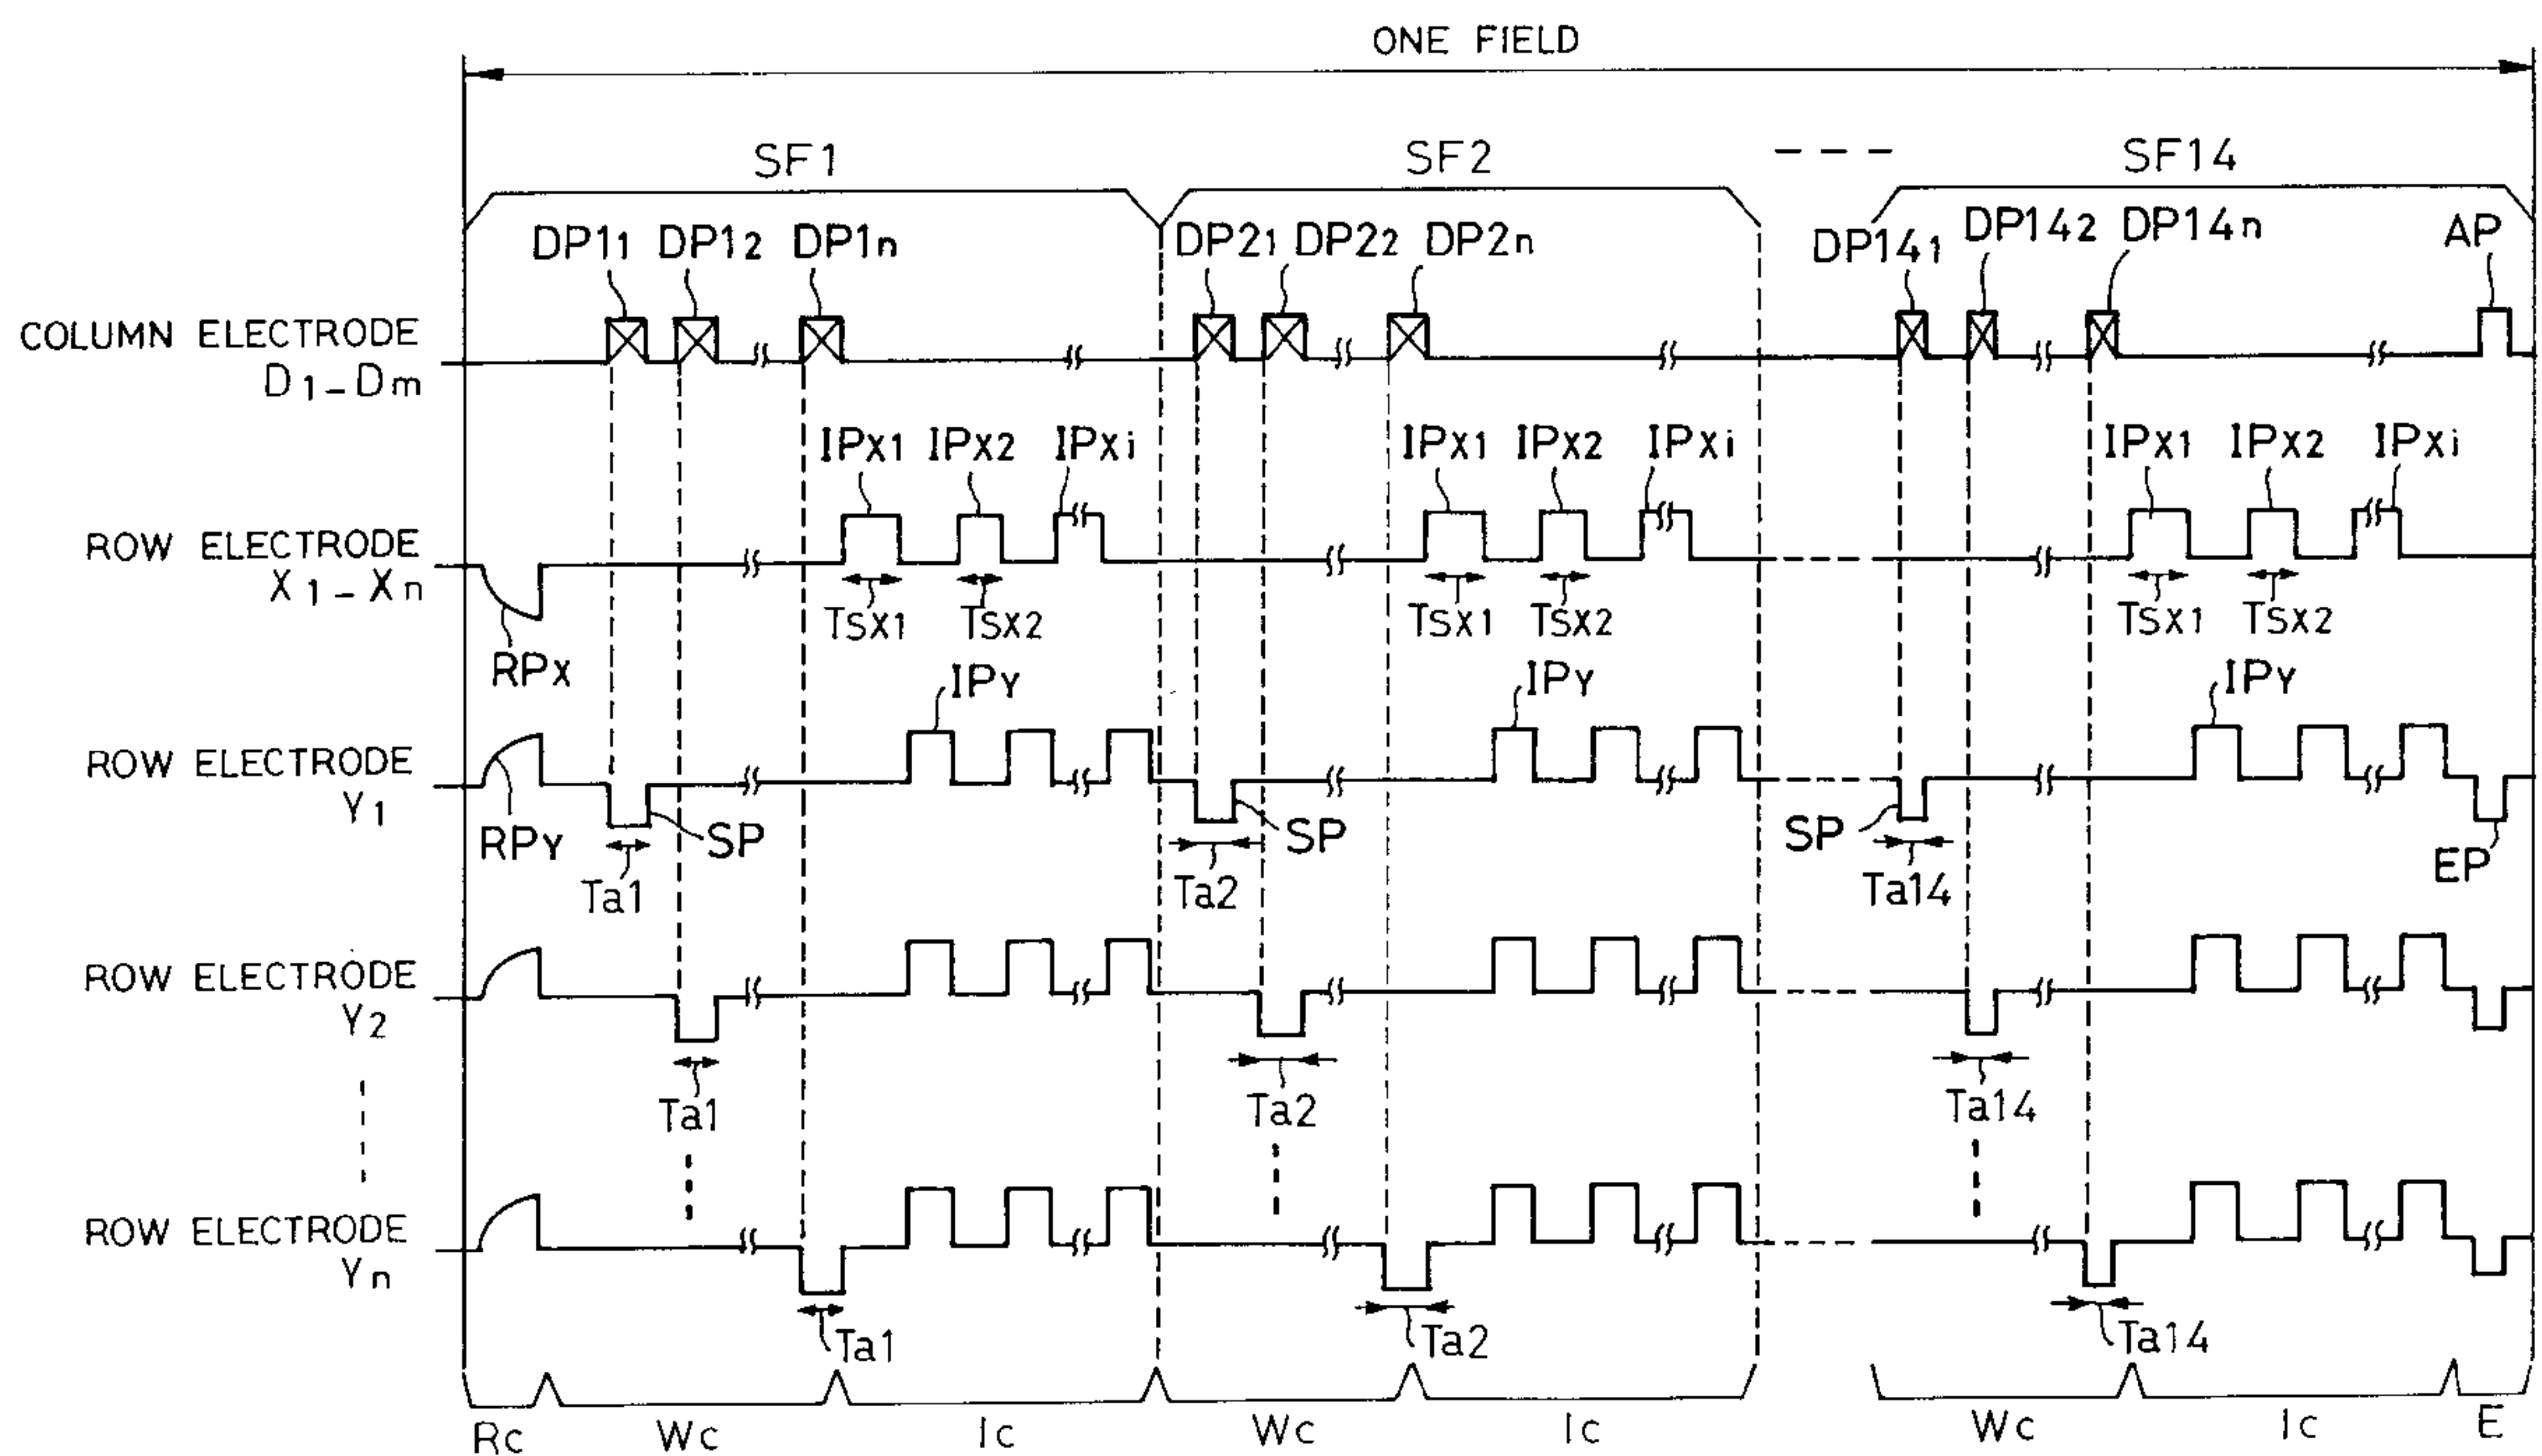 ONE FIELD
SF1 SF2 --- SF14
DP11 DP12 DP1n DP21 DP22 DP2n DP141 DP142 DP14n AP
COLUMN ELECTRODE
D1-Dm
IPX1 IPX2 IPXi IPX1 IPX2 IPXi IPX1 IPX2 IPXi
ROW ELECTRODE
X1-Xn
TSX1 TSX2 TSX1 TSX2 TSX1 TSX2
RPX IPY IPY IPY
ROW ELECTRODE
Y1
RPY SP SP SP EP
Ta1 Ta2 Ta14
ROW ELECTRODE
Y2
Ta1 Ta2 Ta14
ROW ELECTRODE
Yn
Ta1 Ta2 Ta14
Rc Wc Ic Wc Ic Wc Ic E